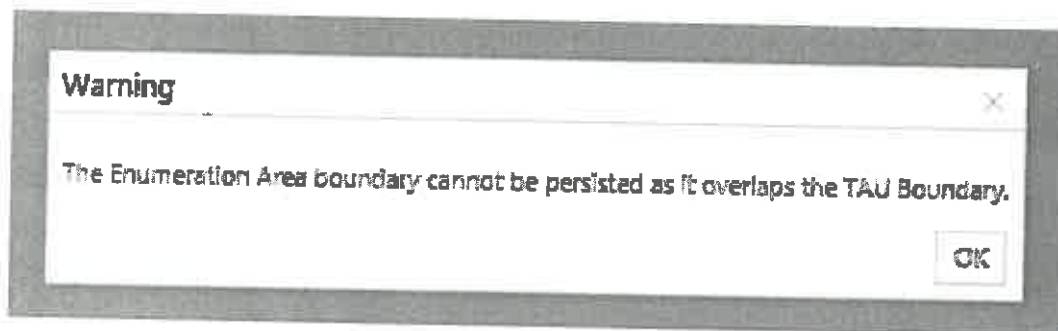 Warning
The Enumeration Area boundary cannot be persisted as it overlaps the TAU Boundary.
OK